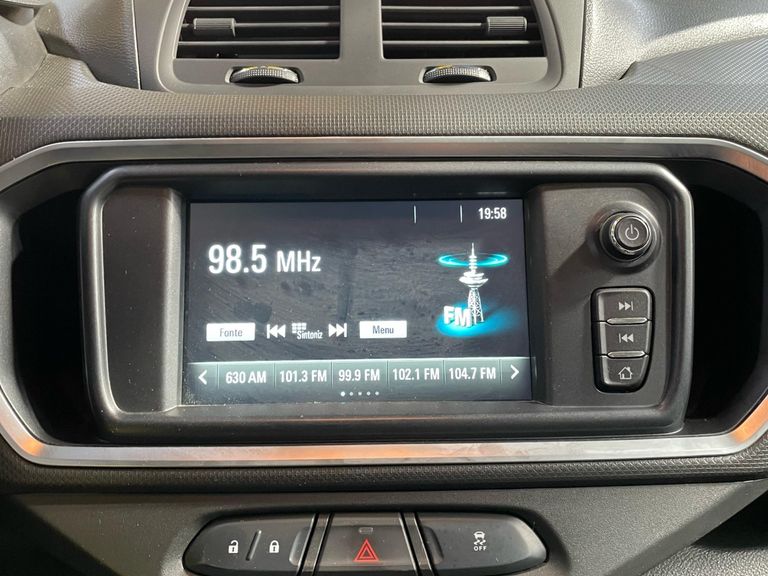 19:58
98.5 MHz
FM
Fonte Sintoniz Menu
630 AM 101.3 FM 99.9 FM 102.1 FM 104.7 FM
OFF